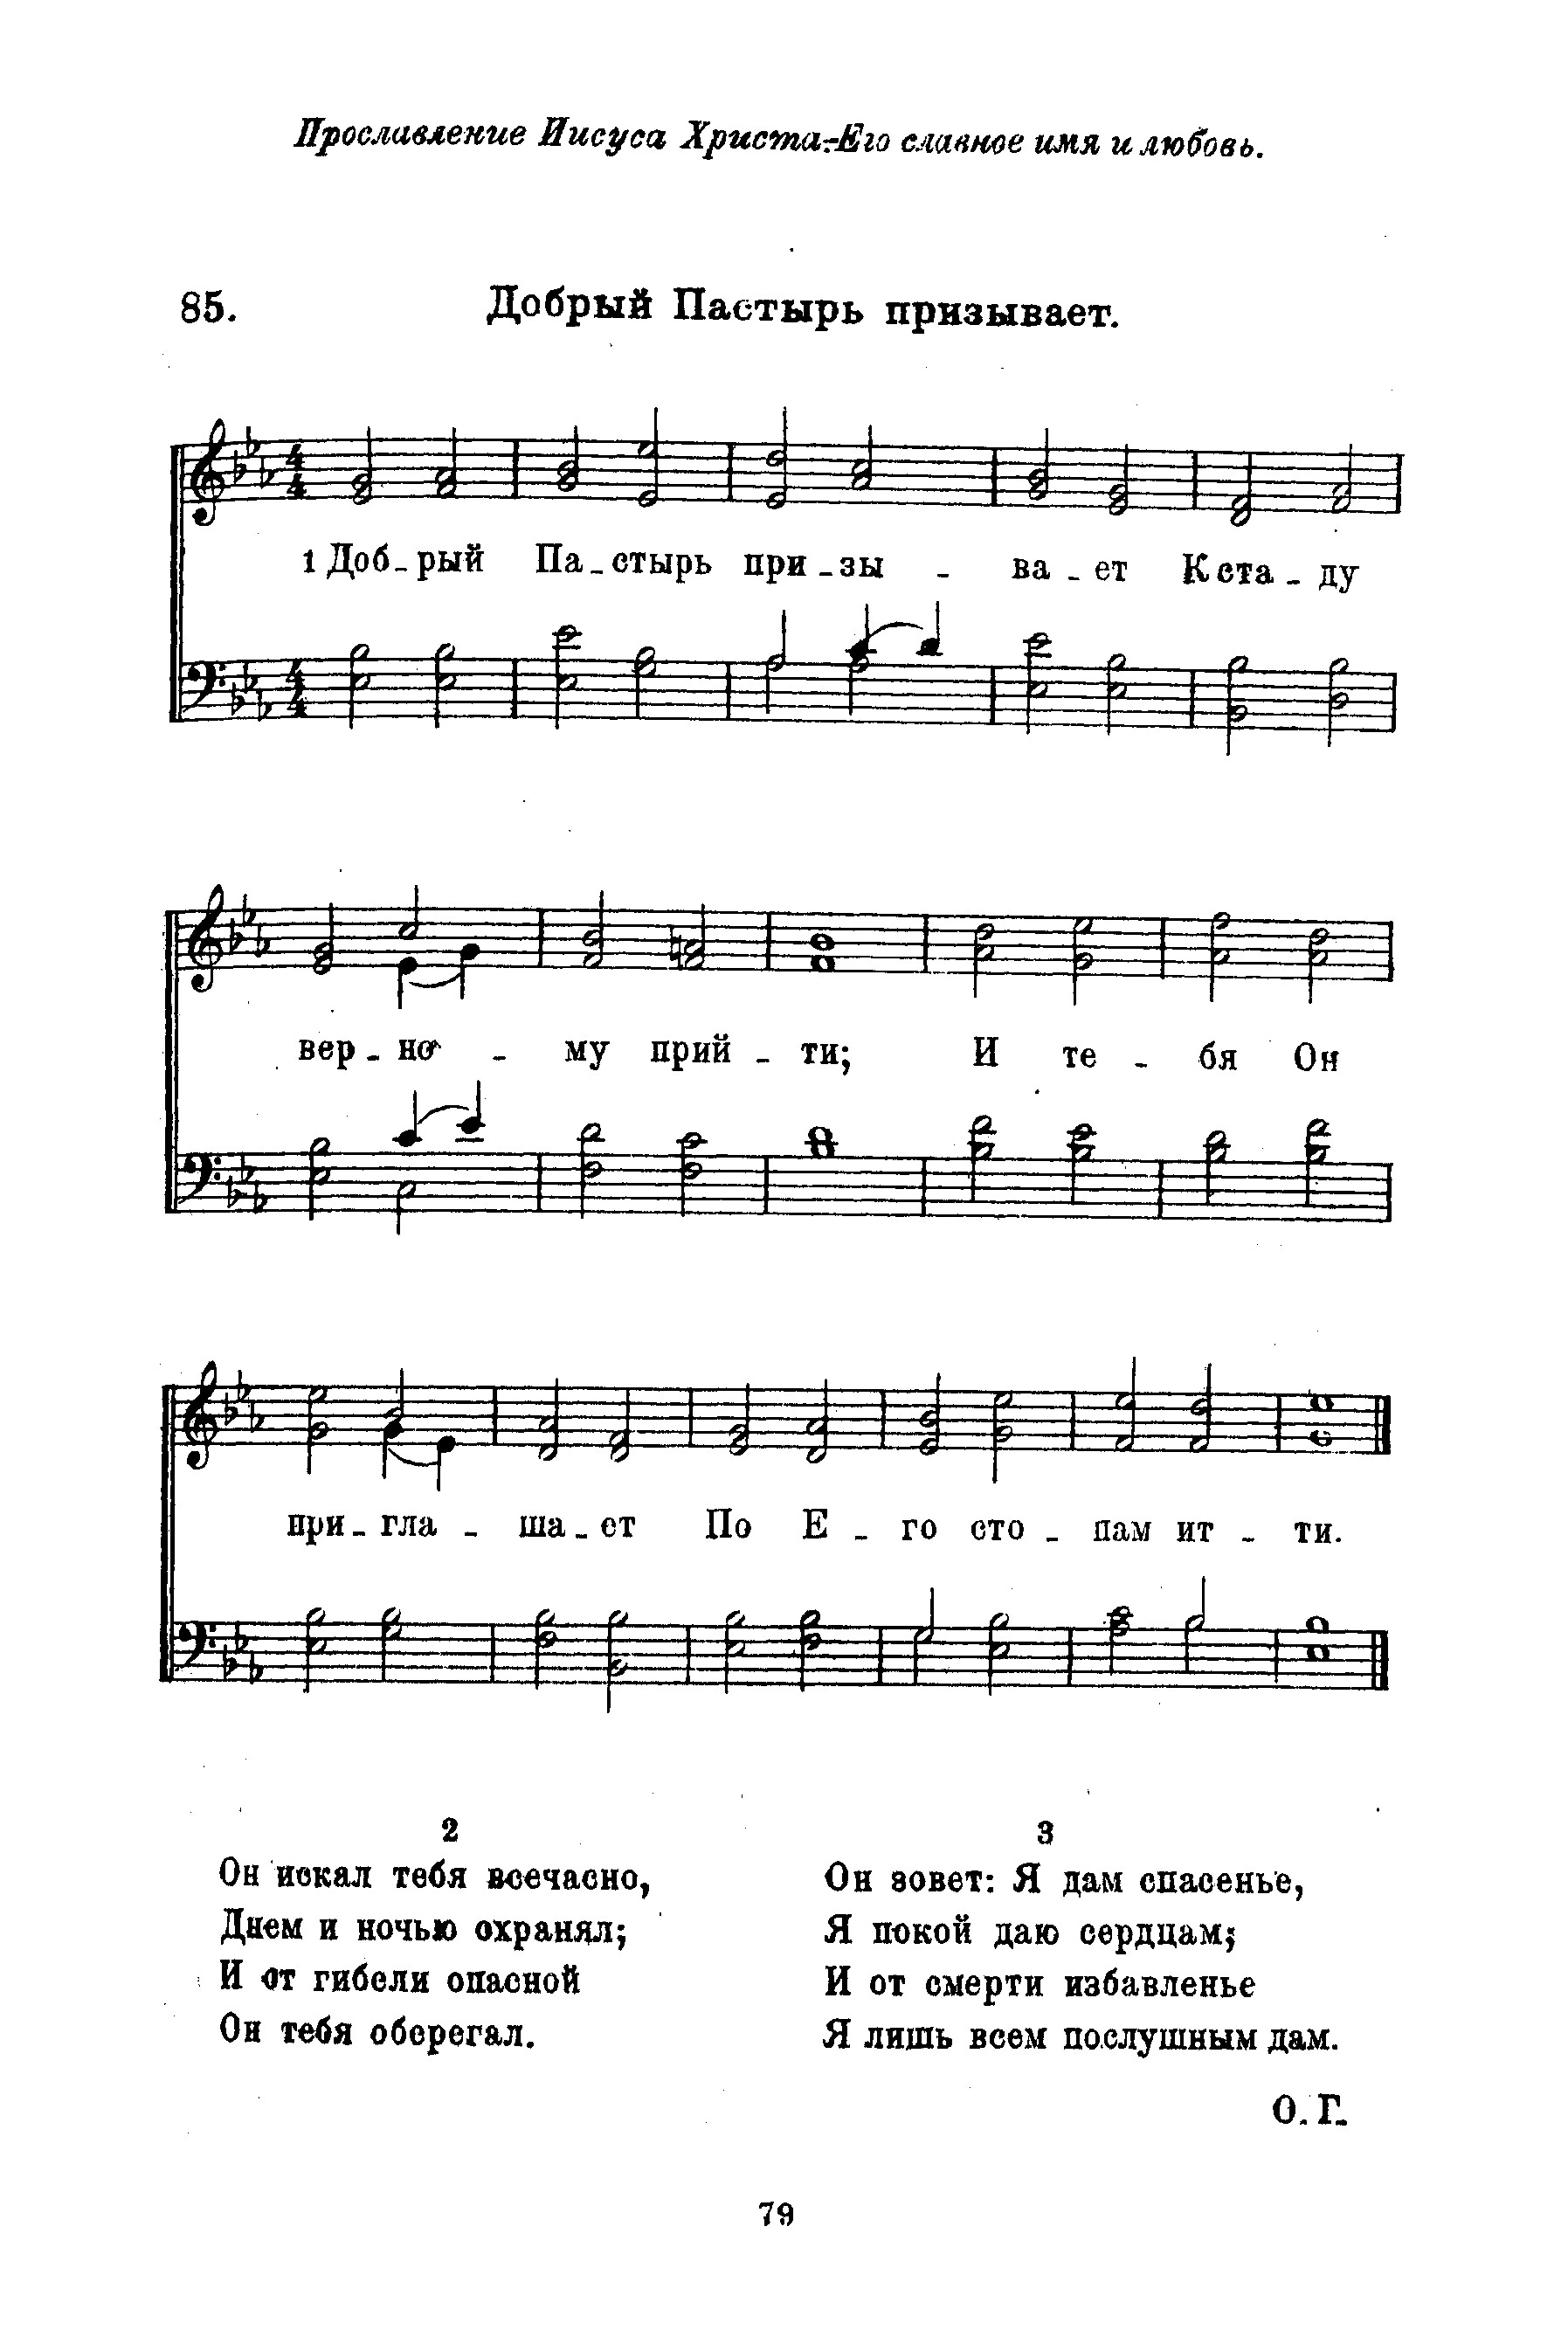 Прославление Иисуса Христа.-Его славное имя и любовь.
85.
Добрый Пастырь призывает.
1 Доб-рый Па-стырь при-зы - ва-ет К ста-ду
вер-но - му прий-ти; И те-бя Он
при-гла-ша-ет По Е-го сто-пам ит-ти.
2
Он искал тебя всечасно,
Днем и ночью охранял;
И от гибели опасной
Он тебя оберегал.
3
Он зовет: Я дам спасенье,
Я покой даю сердцам;
И от смерти избавленье
Я лишь всем послушным дам.
О. Г.
79